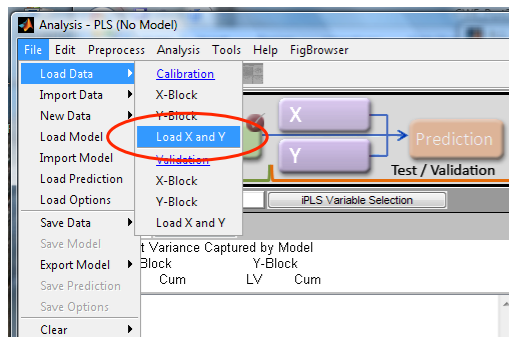 Analysis - PLS (No Model)
File Edit Preprocess Analysis Tools Help FigBrowser
Load Data
Import Data
New Data
Load Model
Import Model
Load Prediction
Load Options
Save Data
Save Model
Export Model
Save Prediction
Save Options
Clear
Calibration
X-Block
Y-Block
Load X and Y
Validation
X-Block
Y-Block
Load X and Y
X
Y
Prediction
Test / Validation
iPLS Variable Selection
t Variance Captured by Model
Block Y-Block
Cum LV Cum